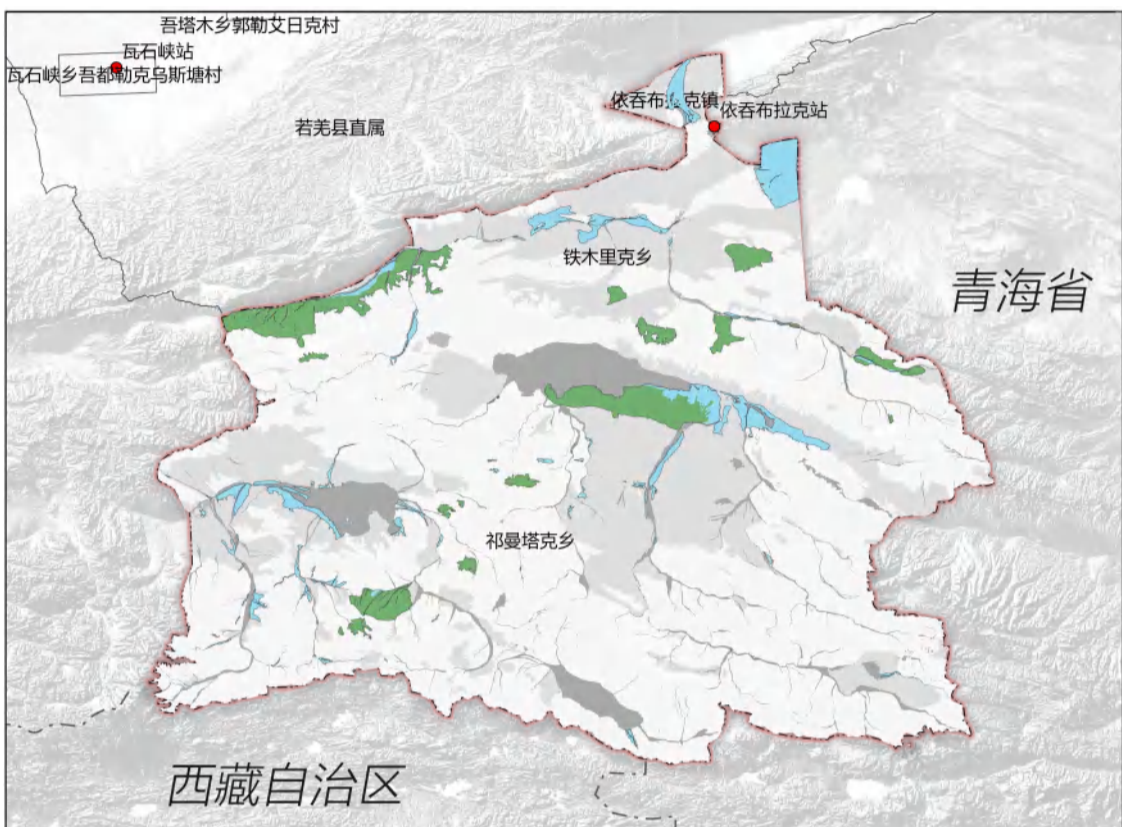 吾塔木乡郭勒艾日克村
瓦石峡站
瓦石峡乡吾都勒克乌斯塘村
若羌县直属
依吞布拉克镇
依吞布拉克站
铁木里克乡
青海省
祁曼塔克乡
西藏自治区